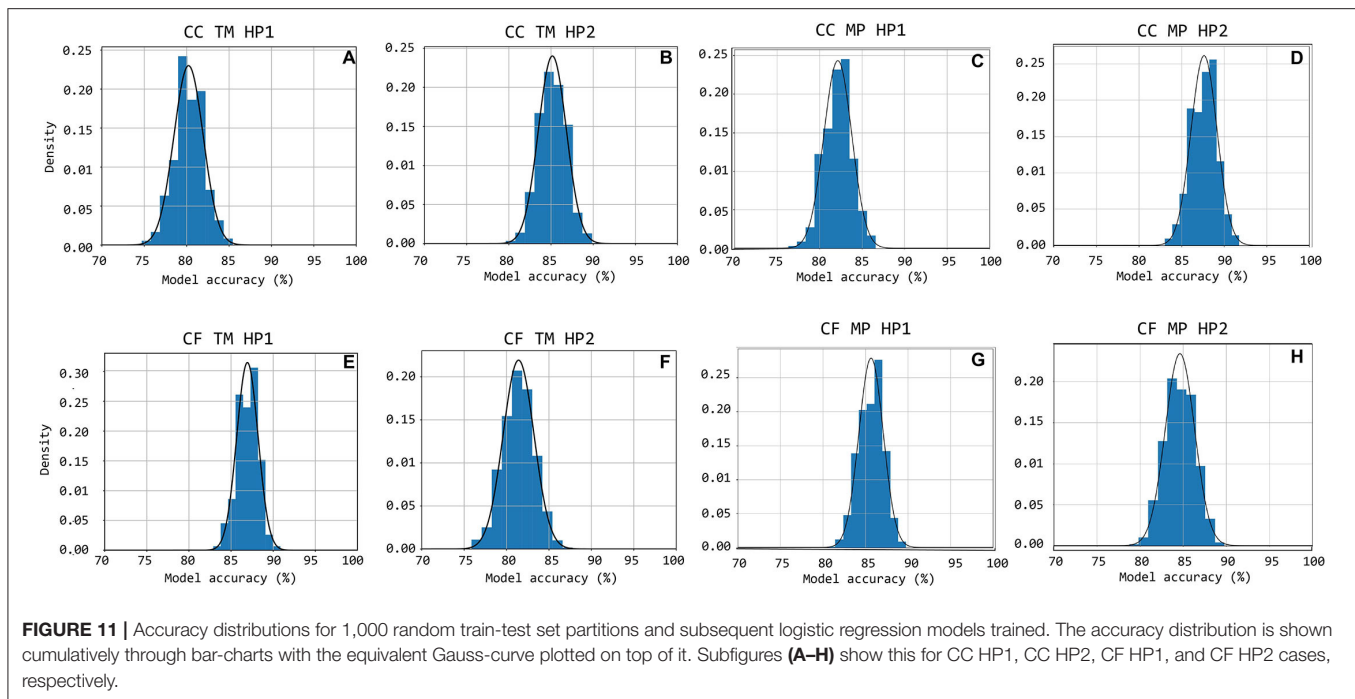 CC TM HP1
A
0.25
0.20
0.15
0.01
0.05
0.00
Density
70 75 80 85 90 95 100
Model accuracy (%)
CC TM HP2
B
0.25
0.20
0.15
0.01
0.05
0.00
70 75 80 85 90 95 100
Model accuracy (%)
CC MP HP1
C
0.25
0.20
0.15
0.01
0.05
0.00
70 75 80 85 90 95 100
Model accuracy (%)
CC MP HP2
D
0.25
0.20
0.15
0.01
0.05
0.00
70 75 80 85 90 95 100
Model accuracy (%)
CF TM HP1
E
0.30
0.25
0.20
0.15
0.01
0.05
0.00
Density
70 75 80 85 90 95 100
Model accuracy (%)
CF TM HP2
F
0.20
0.15
0.01
0.05
0.00
70 75 80 85 90 95 100
Model accuracy (%)
CF MP HP1
G
0.25
0.20
0.15
0.01
0.05
0.00
70 75 80 85 90 95 100
Model accuracy (%)
CF MP HP2
H
0.20
0.15
0.01
0.05
0.00
70 75 80 85 90 95 100
Model accuracy (%)
FIGURE 11 | Accuracy distributions for 1,000 random train-test set partitions and subsequent logistic regression models trained. The accuracy distribution is shown
cumulatively through bar-charts with the equivalent Gauss-curve plotted on top of it. Subfigures (A–H) show this for CC HP1, CC HP2, CF HP1, and CF HP2 cases,
respectively.